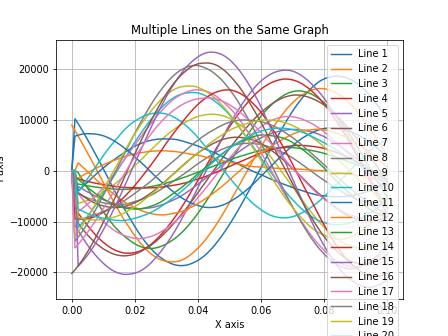 Multiple Lines on the Same Graph
20000
10000
0
−10000
−20000
0.00
0.02
0.04
0.06
0.08
X axis
Line 1
Line 2
Line 3
Line 4
Line 5
Line 6
Line 7
Line 8
Line 9
Line 10
Line 11
Line 12
Line 13
Line 14
Line 15
Line 16
Line 17
Line 18
Line 19